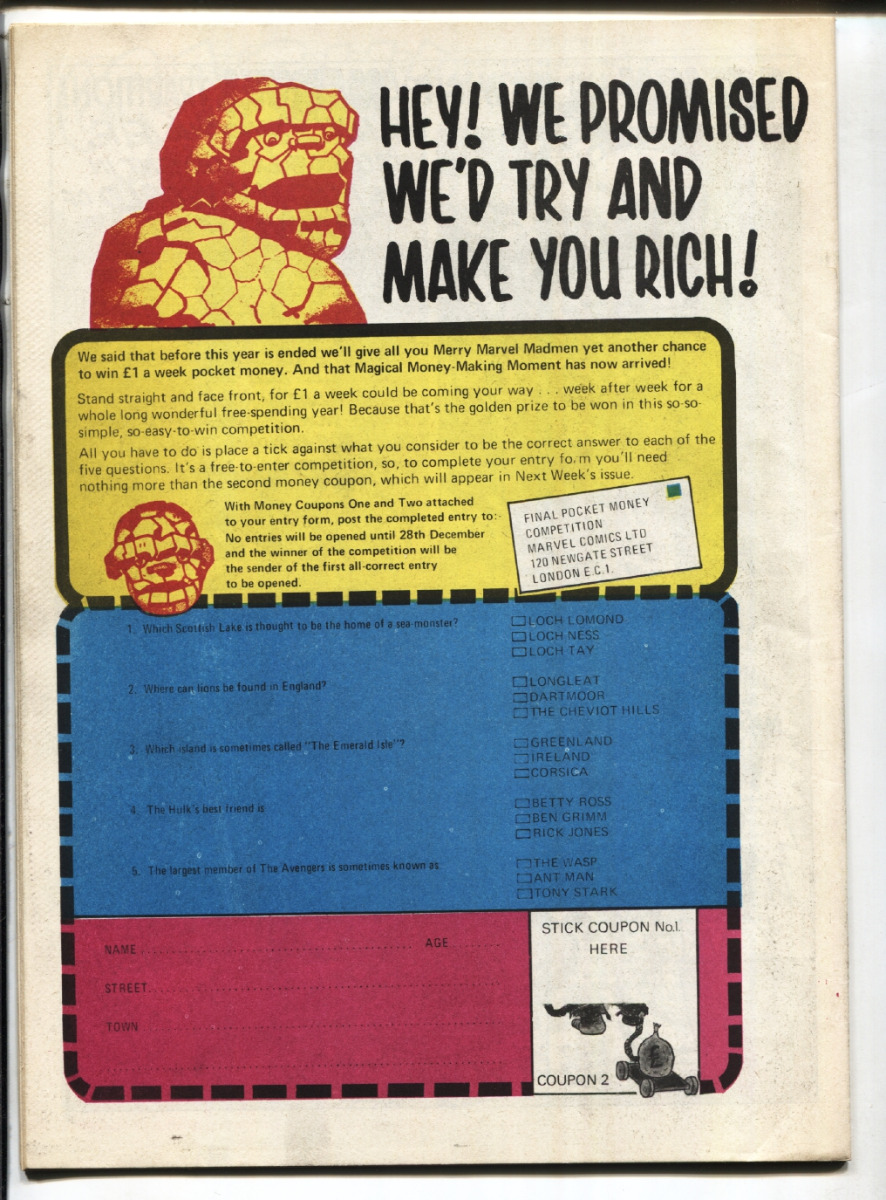 HEY! WE PROMISED
WE'D TRY AND
MAKE YOU RICH!
We said that before this year is ended we'll give all you Merry Marvel Madmen yet another chance
to win £1 a week pocket money. And that Magical Money-Making Moment has now arrived!
Stand straight and face front, for £1 a week could be coming your way . . . week after week for a
whole long wonderful free-spending year! Because that's the golden prize to be won in this so-so-
simple, so-easy-to-win competition.
All you have to do is place a tick against what you consider to be the correct answer to each of the
five questions. It's a free-to-enter competition, so, to complete your entry fo.m you'll need
nothing more than the second money coupon, which will appear in Next Week's issue.
With Money Coupons One and Two attached
to your entry form, post the completed entry to:-
No entries will be opened until 28th December
and the winner of the competition will be
the sender of the first all-correct entry
to be opened.
FINAL POCKET MONEY
COMPETITION
MARVEL COMICS LTD
120 NEWGATE STREET
LONDON E.C.1.
1. Which Scottish Lake is thought to be the home of a sea-monster?
LOCH LOMOND
LOCH NESS
LOCH TAY
2. Where can lions be found in England?
LONGLEAT
DARTMOOR
THE CHEVIOT HILLS
3. Which island is sometimes called "The Emerald Isle"?
GREENLAND
IRELAND
CORSICA
4. The Hulk's best friend is
BETTY ROSS
BEN GRIMM
RICK JONES
5. The largest member of The Avengers is sometimes known as
THE WASP
ANT MAN
TONY STARK
NAME AGE
STREET
TOWN
STICK COUPON No.1.
HERE
£
COUPON 2